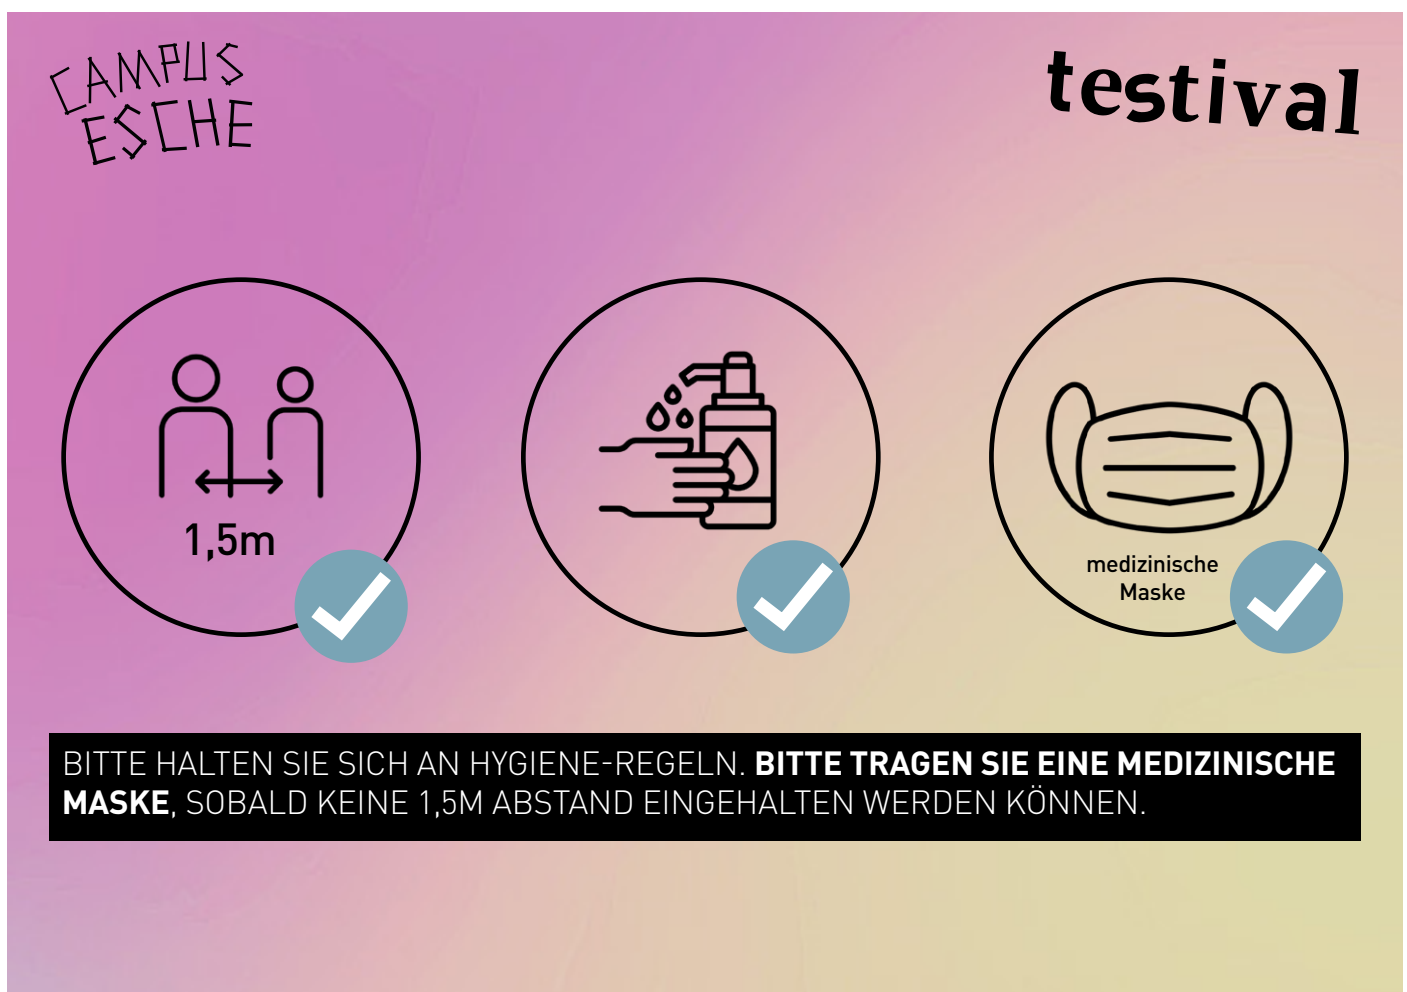 CAMPUS
ESCHE
testival
1,5m
medizinische
Maske
BITTE HALTEN SIE SICH AN HYGIENE-REGELN. BITTE TRAGEN SIE EINE MEDIZINISCHE
MASKE, SOBALD KEINE 1,5M ABSTAND EINGEHALTEN WERDEN KÖNNEN.